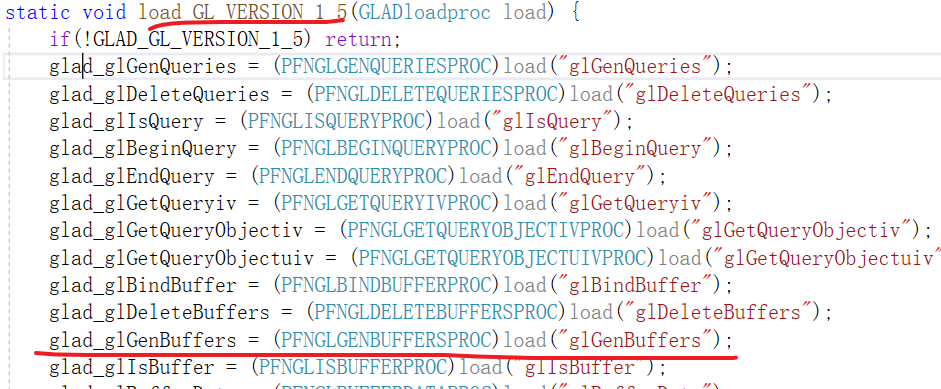 static void load_GL_VERSION_1_5(GLADloadproc load) {
if(!GLAD_GL_VERSION_1_5) return;
glad_glGenQueries = (PFNGLGENQUERIESPROC)load("glGenQueries");
glad_glDeleteQueries = (PFNGLDELETEQUERIESPROC)load("glDeleteQueries");
glad_glIsQuery = (PFNGLISQUERYPROC)load("glIsQuery");
glad_glBeginQuery = (PFNGLBEGINQUERYPROC)load("glBeginQuery");
glad_glEndQuery = (PFNGLENDQUERYPROC)load("glEndQuery");
glad_glGetQueryiv = (PFNGLGETQUERYIVPROC)load("glGetQueryiv");
glad_glGetQueryObjectiv = (PFNGLGETQUERYOBJECTIVPROC)load("glGetQueryObjectiv");
glad_glGetQueryObjectuiv = (PFNGLGETQUERYOBJECTUIVPROC)load("glGetQueryObjectuiv"
glad_glBindBuffer = (PFNGLBINDBUFFERPROC)load("glBindBuffer");
glad_glDeleteBuffers = (PFNGLDELETEBUFFERSPROC)load("glDeleteBuffers");
glad_glGenBuffers = (PFNGLGENBUFFERSPROC)load("glGenBuffers");
glad_glIsBuffer = (PFNGLISBUFFERPROC)load("glIsBuffer");